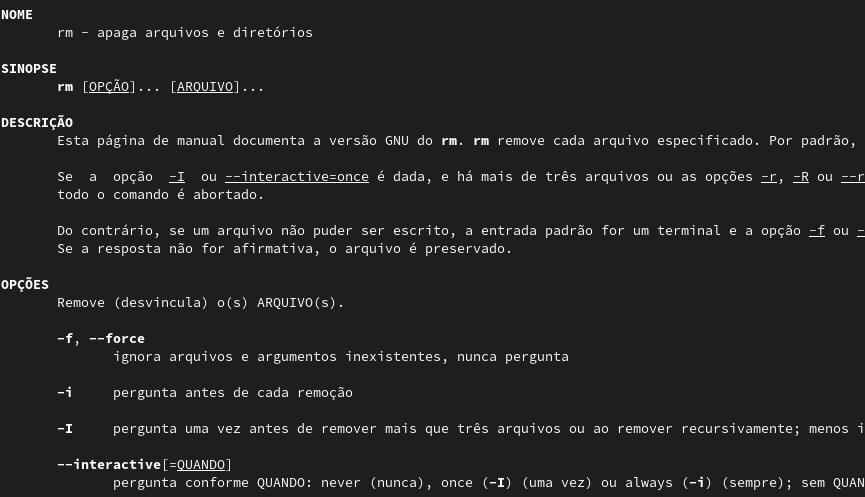 NOME
rm - apaga arquivos e diretórios
SINOPSE
rm [OPÇÃO]... [ARQUIVO]...
DESCRIÇÃO
Esta página de manual documenta a versão GNU do rm. rm remove cada arquivo especificado. Por padrão,
Se a opção -I ou --interactive=once é dada, e há mais de três arquivos ou as opções -r, -R ou --r
todo o comando é abortado.
Do contrário, se um arquivo não puder ser escrito, a entrada padrão for um terminal e a opção -f ou -
Se a resposta não for afirmativa, o arquivo é preservado.
OPÇÕES
Remove (desvincula) o(s) ARQUIVO(s).
-f, --force
ignora arquivos e argumentos inexistentes, nunca pergunta
-i pergunta antes de cada remoção
-I pergunta uma vez antes de remover mais que três arquivos ou ao remover recursivamente; menos i
--interactive[=QUANDO]
pergunta conforme QUANDO: never (nunca), once (-I) (uma vez) ou always (-i) (sempre); sem QUAN